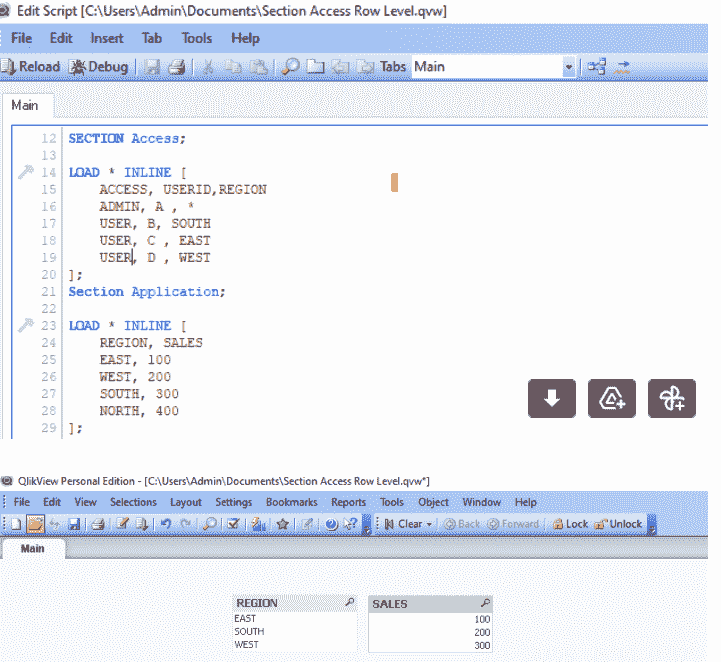 Edit Script [C:\Users\Admin\Documents\Section Access Row Level.qvw]
File Edit Insert Tab Tools Help
Reload Debug Tabs Main
Main
12 SECTION Access;
13
14 LOAD * INLINE [
15 ACCESS, USERID,REGION
16 ADMIN, A , *
17 USER, B, SOUTH
18 USER, C , EAST
19 USER, D , WEST
20 ];
21 Section Application;
22
23 LOAD * INLINE [
24 REGION, SALES
25 EAST, 100
26 WEST, 200
27 SOUTH, 300
28 NORTH, 400
29 ];
QlikView Personal Edition - [C:\Users\Admin\Documents\Section Access Row Level.qvw*]
File Edit View Selections Layout Settings Bookmarks Reports Tools Object Window Help
Clear Back Forward Lock Unlock
Main
REGION SALES
EAST 100
SOUTH 200
WEST 300